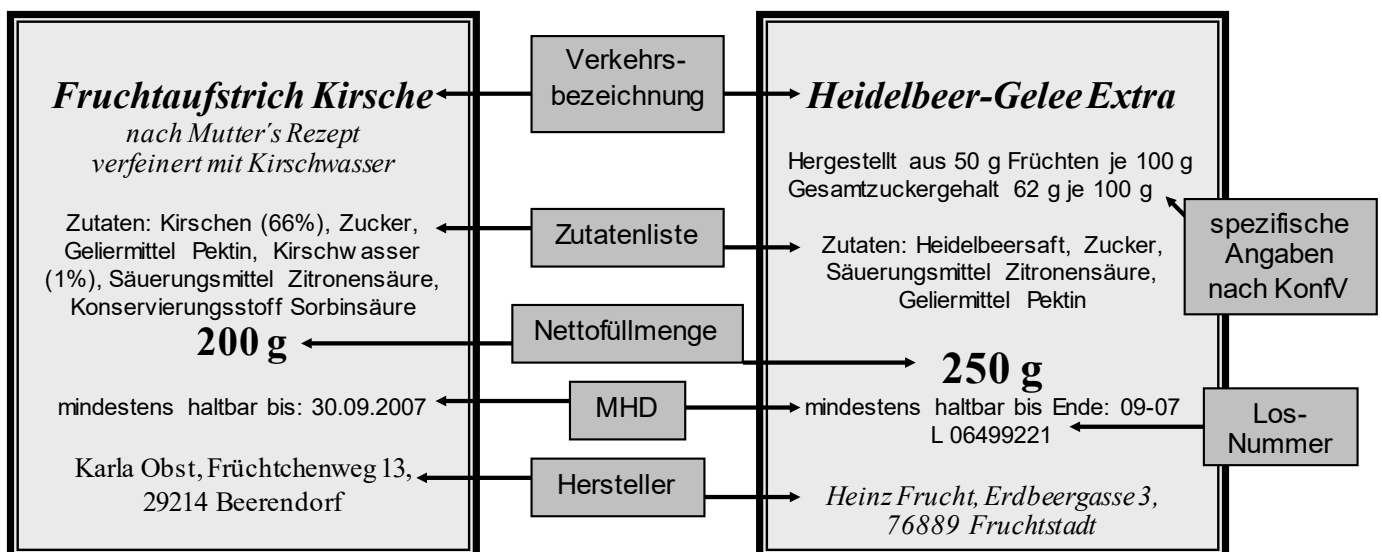 Fruchtaufstrich Kirsche
nach Mutter´s Rezept
verfeinert mit Kirschwasser
Zutaten: Kirschen (66%), Zucker,
Geliermittel Pektin, Kirschwasser
(1%), Säuerungsmittel Zitronensäure,
Konservierungsstoff Sorbinsäure
200 g
mindestens haltbar bis: 30.09.2007
Karla Obst, Früchtchenweg 13,
29214 Beerendorf
Verkehrs-
bezeichnung
Zutatenliste
Nettofüllmenge
MHD
Hersteller
Heidelbeer-Gelee Extra
Hergestellt aus 50 g Früchten je 100 g
Gesamtzuckergehalt 62 g je 100 g
Zutaten: Heidelbeersaft, Zucker,
Säuerungsmittel Zitronensäure,
Geliermittel Pektin
250 g
mindestens haltbar bis Ende: 09-07
L 06499221
Heinz Frucht, Erdbeergasse 3,
76889 Fruchtstadt
spezifische
Angaben
nach KonfV
Los-
Nummer